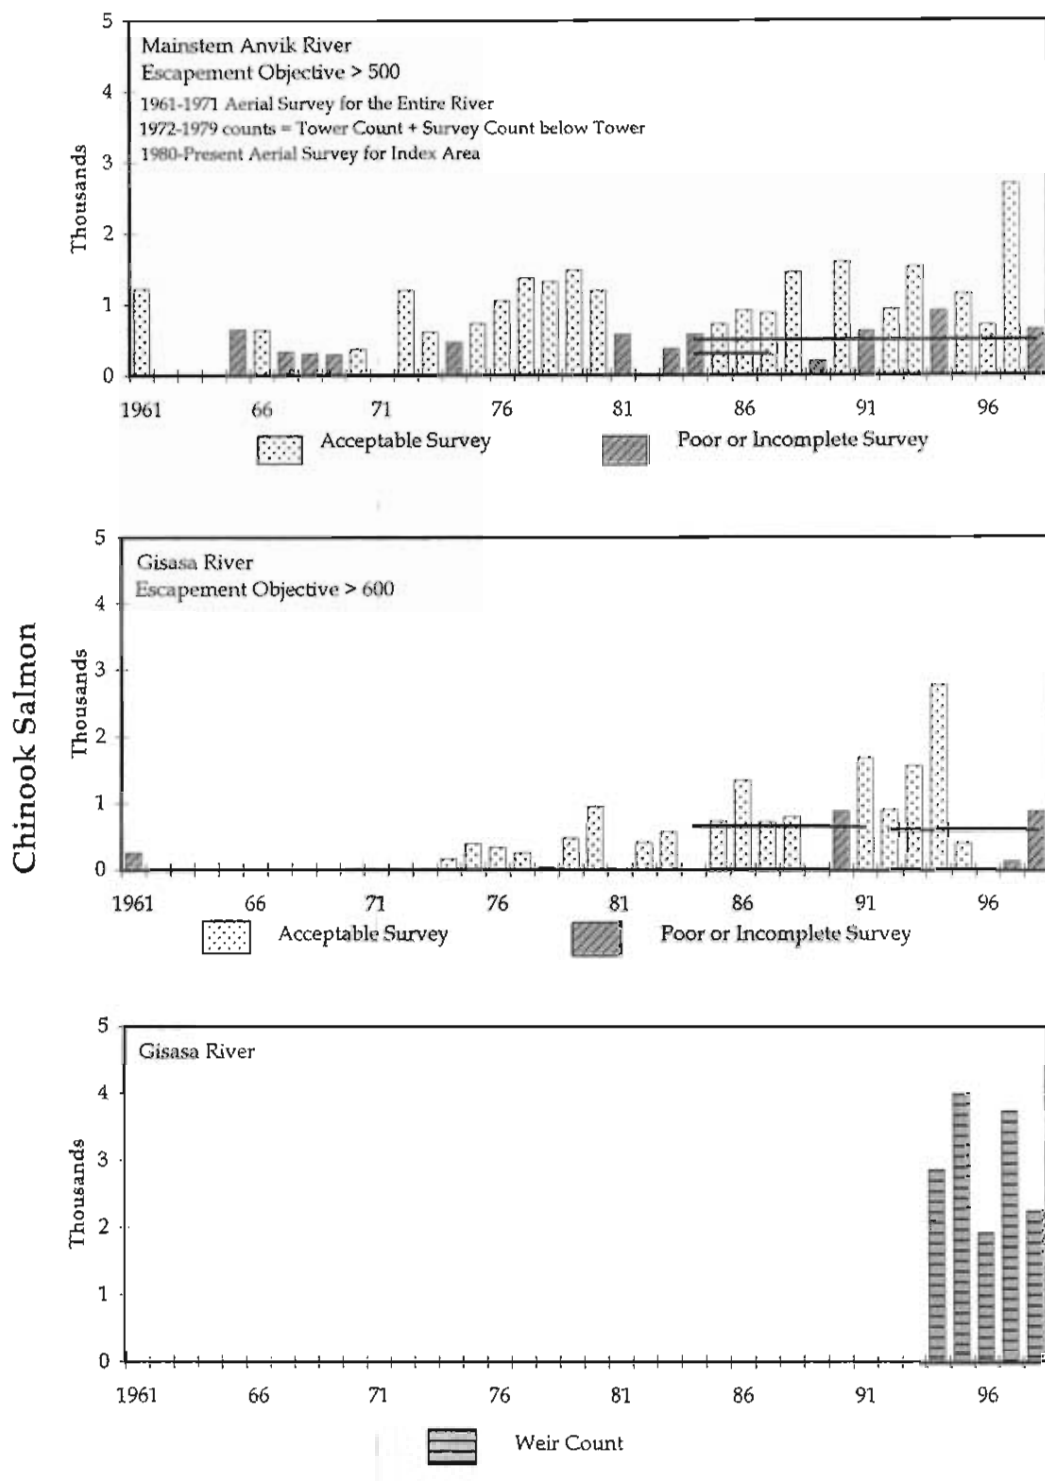 Chinook Salmon
5
Mainstem Anvik River
Escapement Objective > 500
4
1961-1971 Aerial Survey for the Entire River
1972-1979 counts = Tower Count + Survey Count below Tower
1980-Present Aerial Survey for Index Area
3
Thousands
2
1
0
1961 66 71 76 81 86 91 96
Acceptable Survey Poor or Incomplete Survey
5
Gisasa River
Escapement Objective > 600
4
3
Thousands
2
1
0
1961 66 71 76 81 86 91 96
Acceptable Survey Poor or Incomplete Survey
5
Gisasa River
4
3
Thousands
2
1
0
1961 66 71 76 81 86 91 96
Weir Count